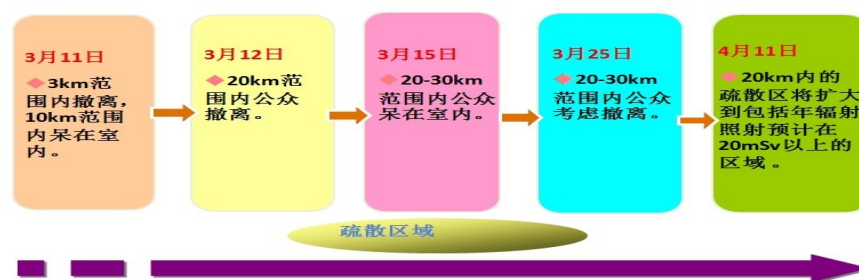 3月11日
◆3km范
围内撤离，
10km范围
内呆在室
内。
3月12日
◆20km范
围内公众
撤离。
3月15日
◆20-30km
范围内公众
呆在室内。
3月25日
◆20-30km
范围内公众
考虑撤离。
4月11日
◆20km内的
疏散区将扩大
到包括年辐射
照射预计在
20mSv以上的
区域。
疏散区域